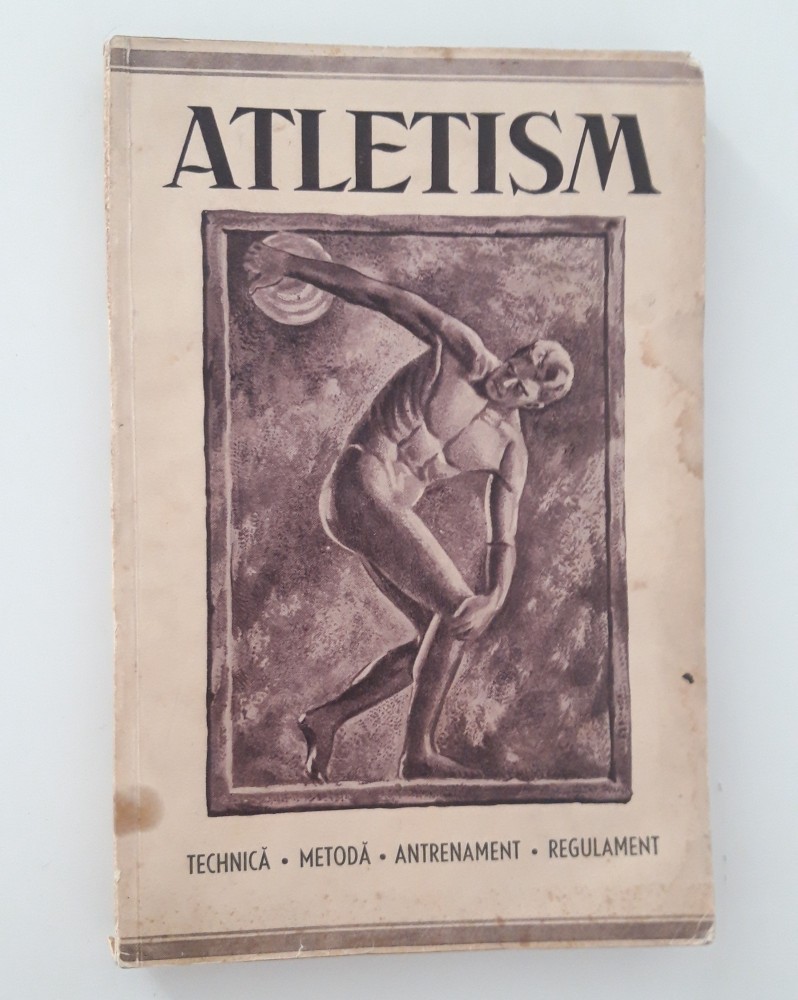 ATLETISM
TECHNICĂ • METODĂ • ANTRENAMENT • REGULAMENT